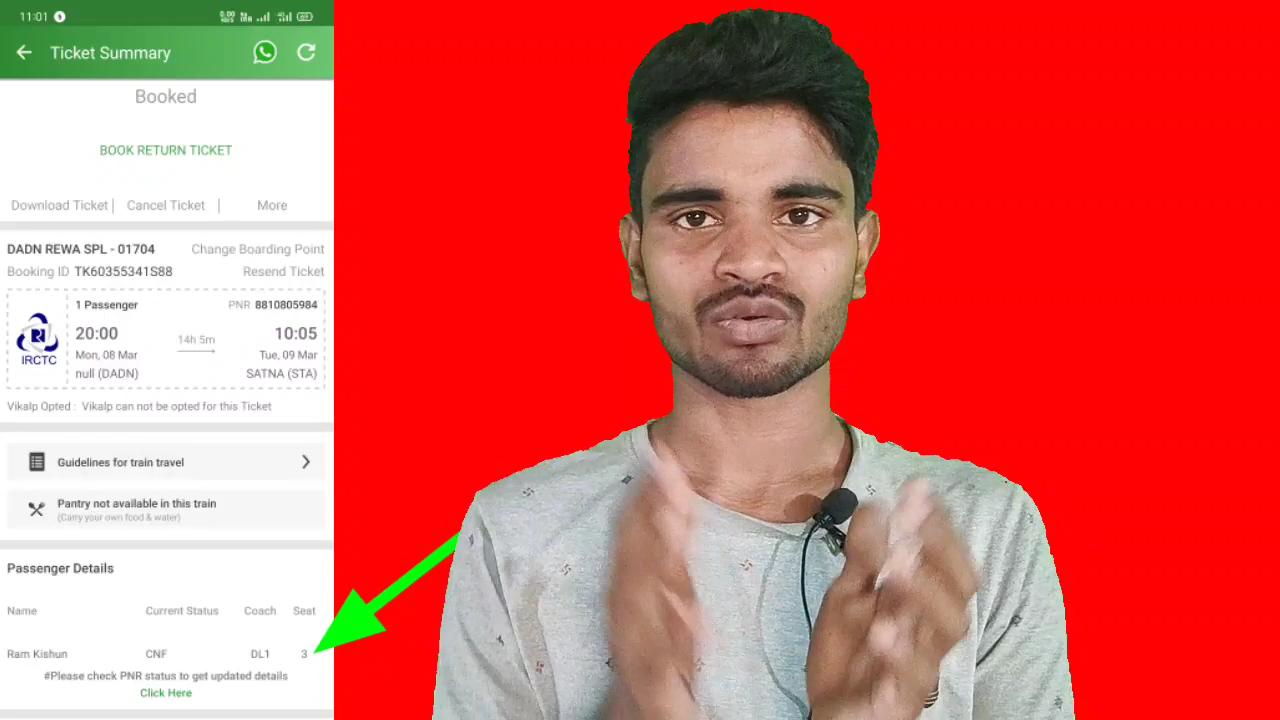 11:01
Ticket Summary
Booked
BOOK RETURN TICKET
Download Ticket | Cancel Ticket | More
DADN REWA SPL - 01704 Change Boarding Point
Booking ID TK60355341S88 Resend Ticket
1 Passenger PNR 8810805984
20:00 14h 5m 10:05
Mon, 08 Mar Tue, 09 Mar
null (DADN) SATNA (STA)
IRCTC
Vikalp Opted : Vikalp can not be opted for this Ticket
Guidelines for train travel
Pantry not available in this train
(Carry your own food & water)
Passenger Details
Name Current Status Coach Seat
Ram Kishun CNF DL1 3
#Please check PNR status to get updated details
Click Here